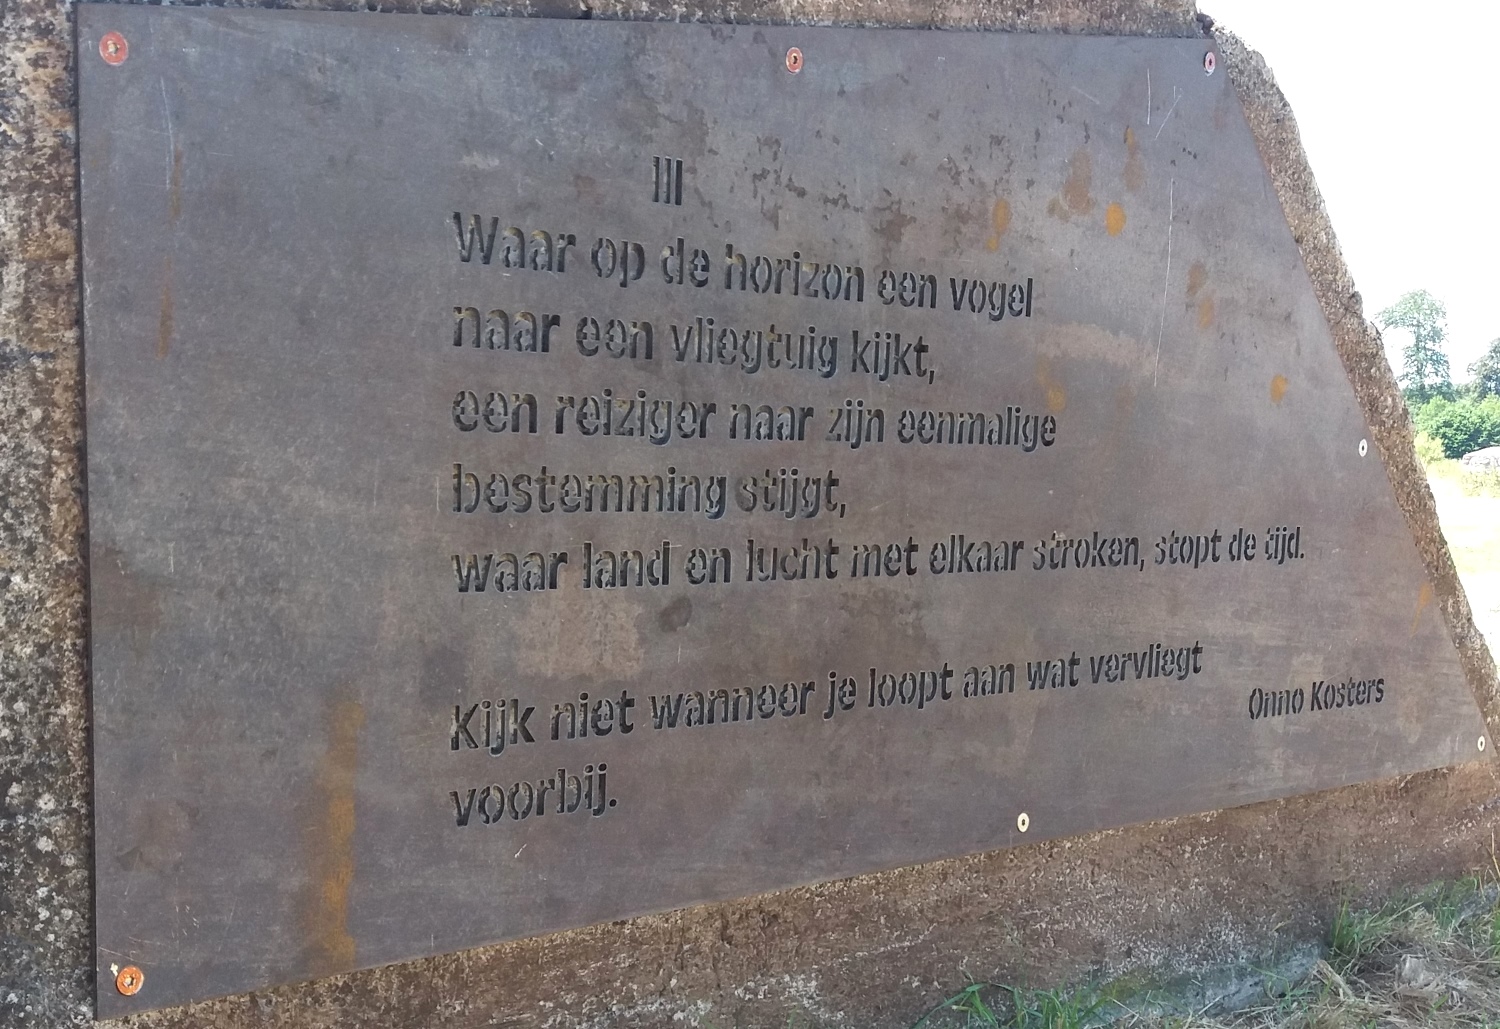 III
Waar op de horizon een vogel
naar een vliegtuig kijkt,
een reiziger naar zijn eenmalige
bestemming stijgt,
waar land en lucht met elkaar stroken, stopt de tijd.
Kijk niet wanneer je loopt aan wat vervliegt
voorbij.
Onno Kosters